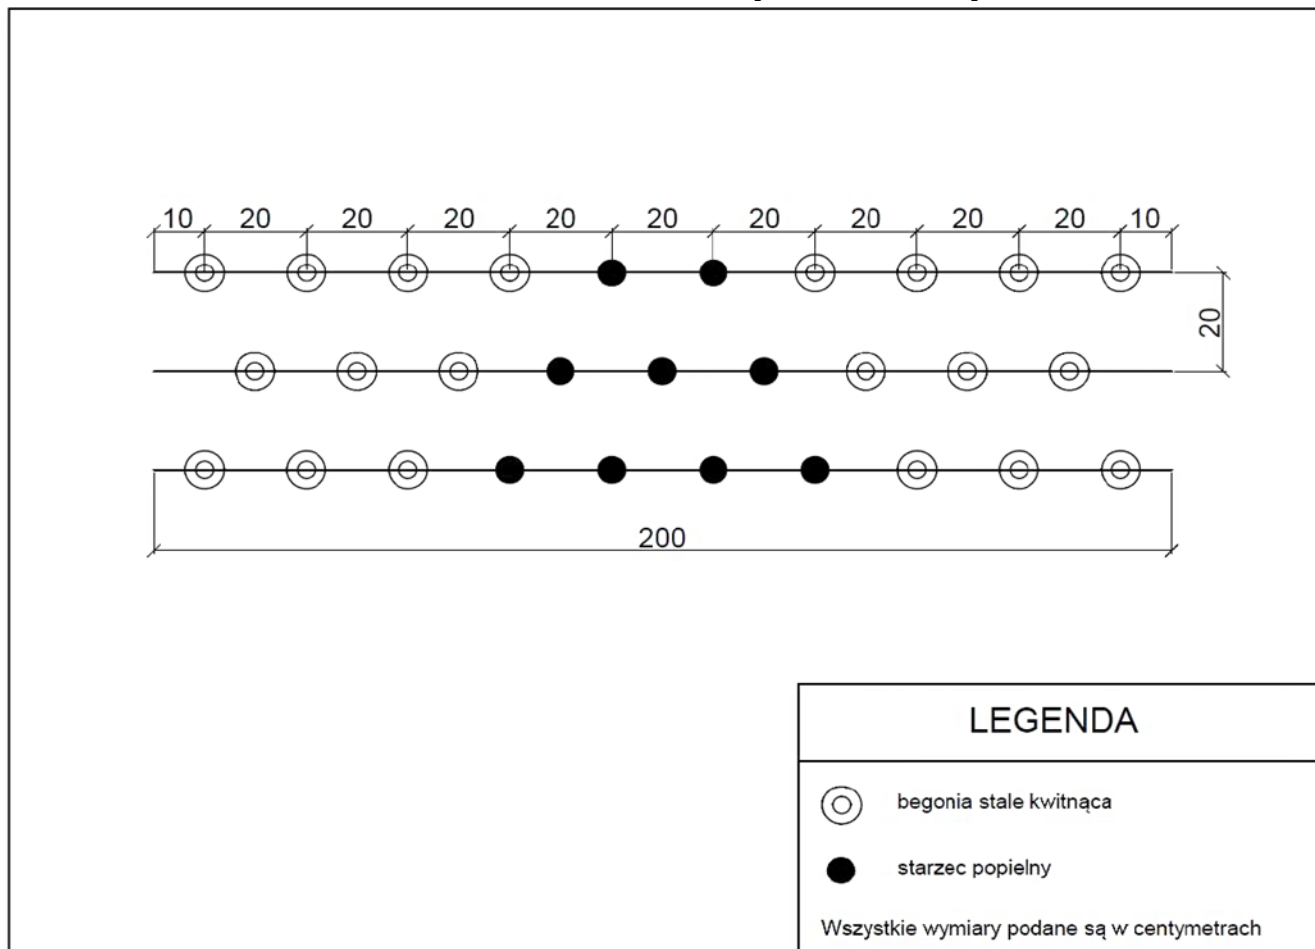 10 20 20 20 20 20 20 20 20 20 10
20
200
LEGENDA
begonia stale kwitnąca
starzec popielny
Wszystkie wymiary podane są w centymetrach